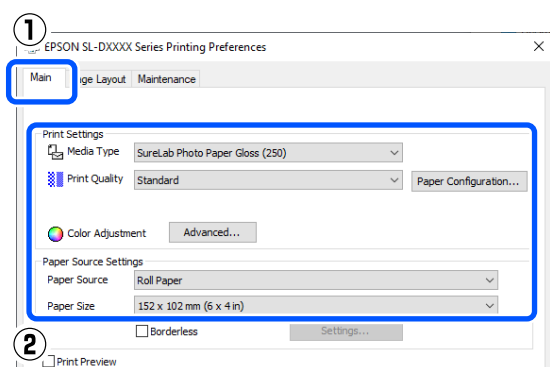 ①
EPSON SL-DXXXX Series Printing Preferences
Main Page Layout Maintenance
Print Settings
Media Type SureLab Photo Paper Gloss (250)
Print Quality Standard Paper Configuration...
Color Adjustment Advanced...
Paper Source Settings
Paper Source Roll Paper
Paper Size 152 x 102 mm (6 x 4 in)
Borderless Settings...
②
Print Preview